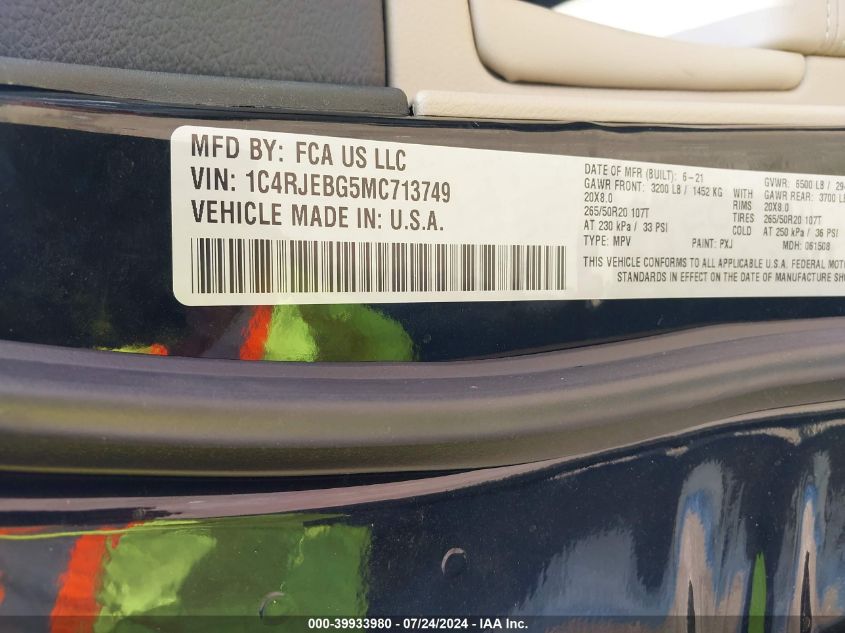 MFD BY: FCA US LLC
VIN: 1C4RJEBG5MC713749
VEHICLE MADE IN: U.S.A.
DATE OF MFR (BUILT): 6-21
GAWR FRONT: 3200 LB / 1452 KG WITH
20X8.0 RIMS
265/50R20 107T TIRES
AT 230 kPa / 33 PSI COLD
TYPE: MPV PAINT: PXJ
GVWR: 6500 LB / 
GAWR REAR: 3700 
20X8.0
265/50R20 107T
AT 250 kPa / 36 PSI
MDH: 061508
THIS VEHICLE CONFORMS TO ALL APPLICABLE U.S.A. FEDERAL
STANDARDS IN EFFECT ON THE DATE OF MANUFACTURE
000-39933980 / 07/24/2024 - IAA Inc.